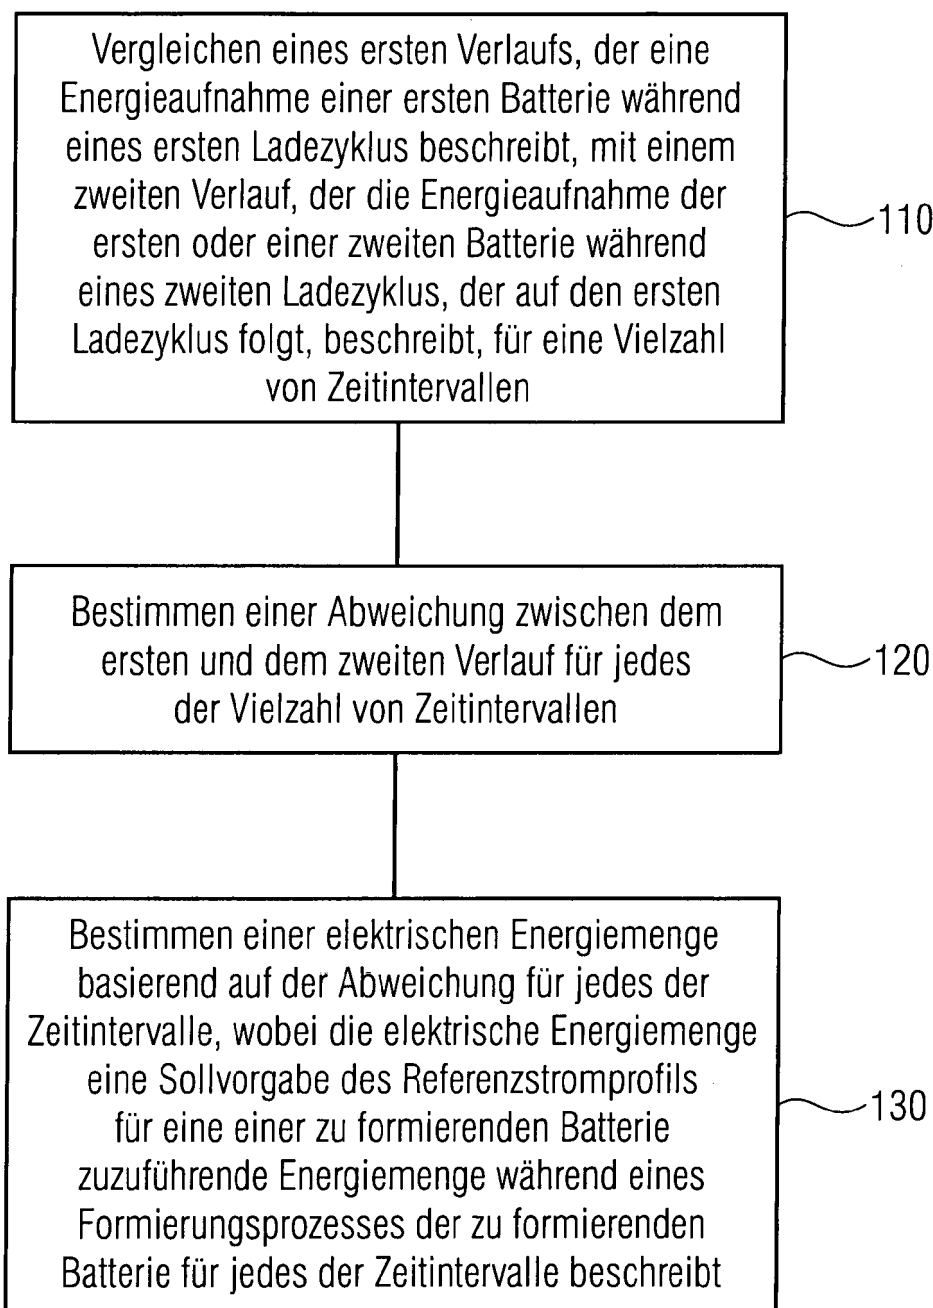 Vergleichen eines ersten Verlaufs, der eine
Energieaufnahme einer ersten Batterie während
eines ersten Ladezyklus beschreibt, mit einem
zweiten Verlauf, der die Energieaufnahme der
ersten oder einer zweiten Batterie während
eines zweiten Ladezyklus, der auf den ersten
Ladezyklus folgt, beschreibt, für eine Vielzahl
von Zeitintervallen
110
Bestimmen einer Abweichung zwischen dem
ersten und dem zweiten Verlauf für jedes
der Vielzahl von Zeitintervallen
120
Bestimmen einer elektrischen Energiemenge
basierend auf der Abweichung für jedes der
Zeitintervalle, wobei die elektrische Energiemenge
eine Sollvorgabe des Referenzstromprofils
für eine einer zu formierenden Batterie
zuzuführende Energiemenge während eines
Formierungsprozesses der zu formierenden
Batterie für jedes der Zeitintervalle beschreibt
130